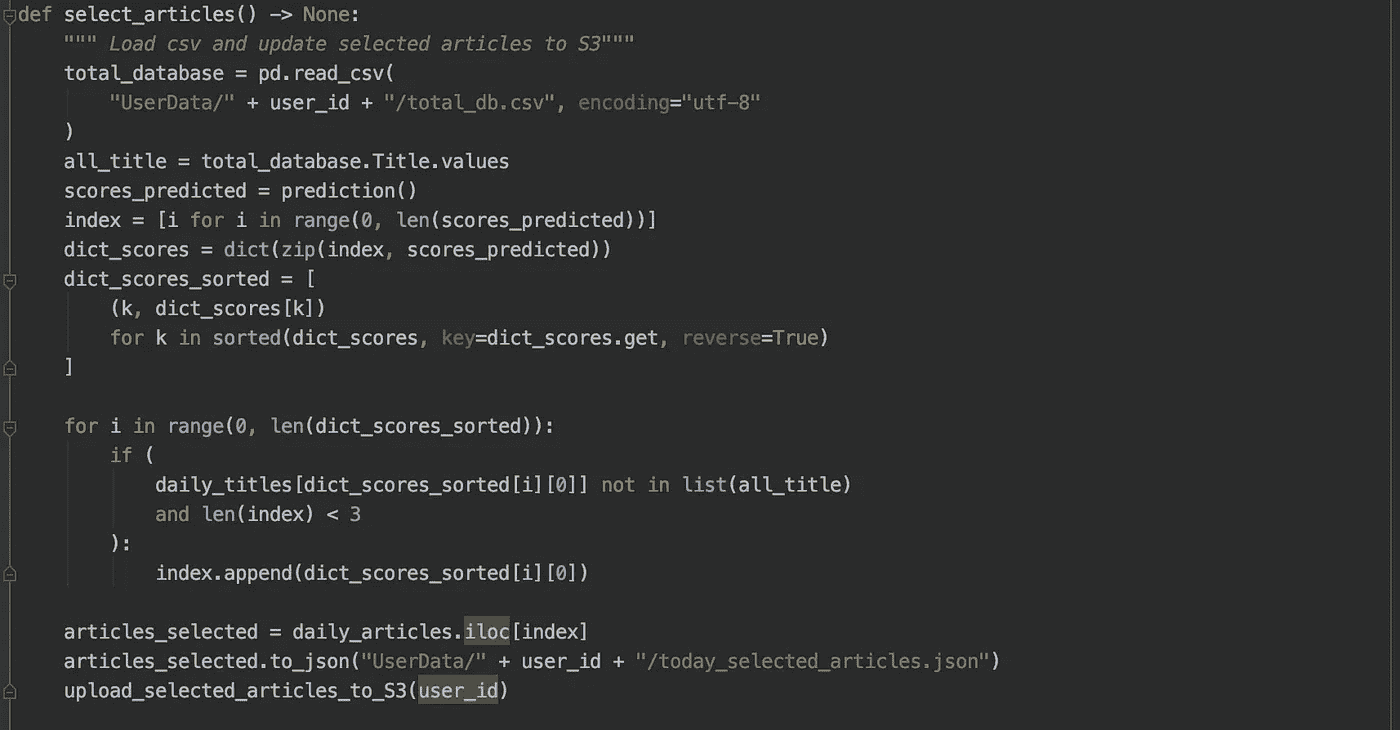 def select_articles() -> None:
    """ Load csv and update selected articles to S3"""
    total_database = pd.read_csv(
        "UserData/" + user_id + "/total_db.csv", encoding="utf-8"
    )
    all_title = total_database.Title.values
    scores_predicted = prediction()
    index = [i for i in range(0, len(scores_predicted))]
    dict_scores = dict(zip(index, scores_predicted))
    dict_scores_sorted = [
        (k, dict_scores[k])
        for k in sorted(dict_scores, key=dict_scores.get, reverse=True)
    ]

    for i in range(0, len(dict_scores_sorted)):
        if (
            daily_titles[dict_scores_sorted[i][0]] not in list(all_title)
            and len(index) < 3
        ):
            index.append(dict_scores_sorted[i][0])

    articles_selected = daily_articles.iloc[index]
    articles_selected.to_json("UserData/" + user_id + "/today_selected_articles.json")
    upload_selected_articles_to_S3(user_id)